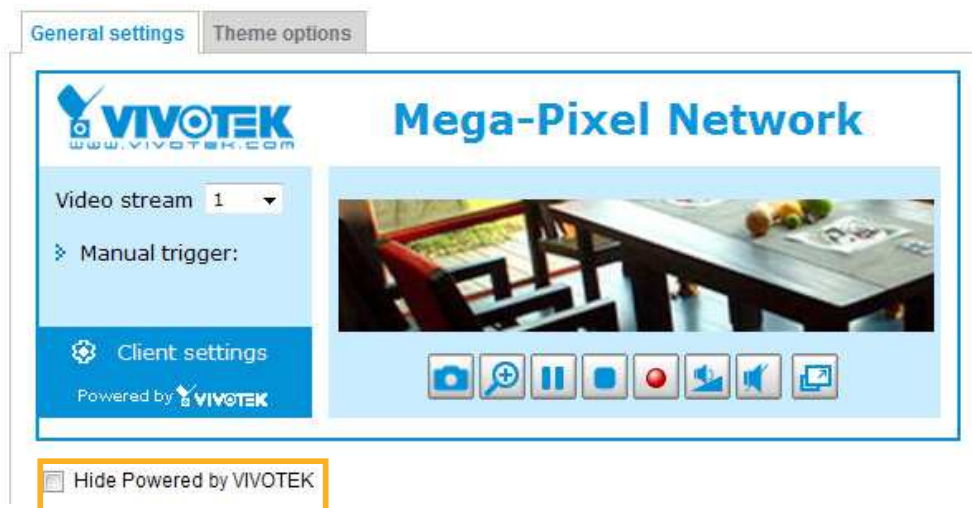 General settings
Theme options
VIVOTEK
www.vivotek.com
Mega-Pixel Network
Video stream 1
Manual trigger:
Client settings
Powered by VIVOTEK
Hide Powered by VIVOTEK